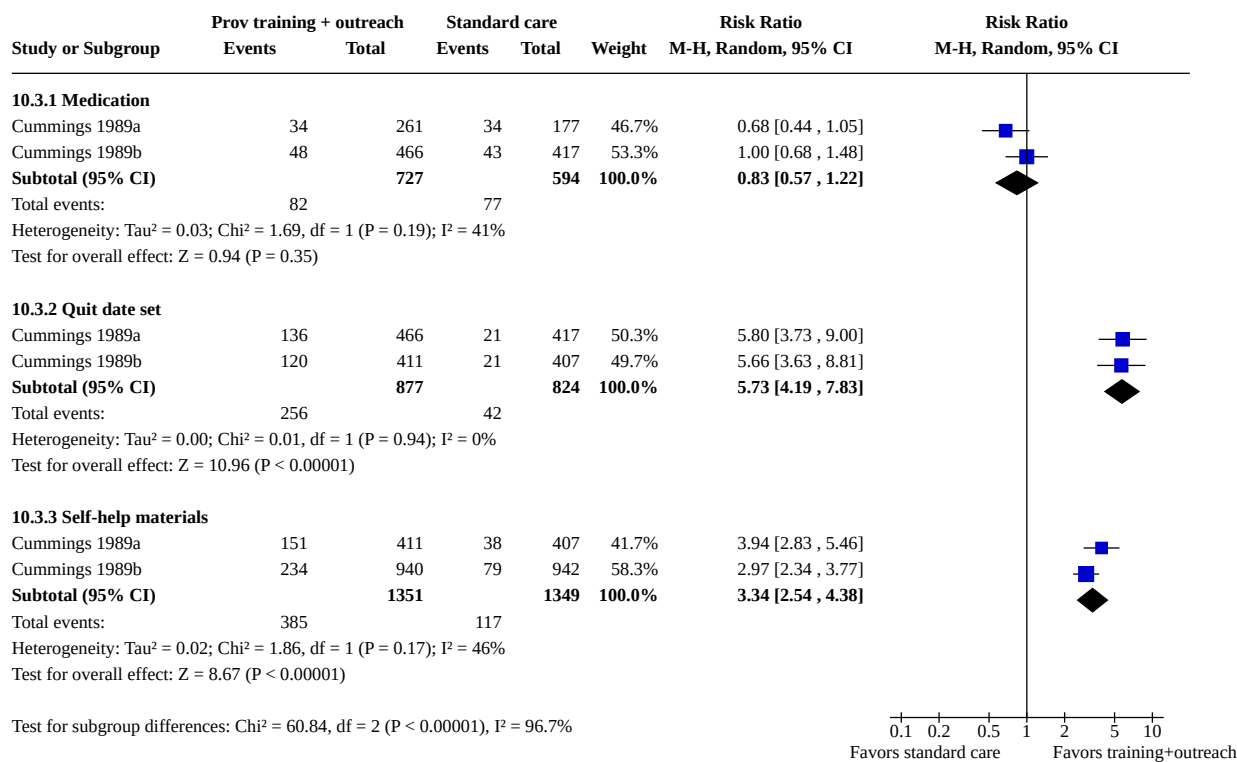 Prov training + outreach Standard care Risk Ratio Risk Ratio
Study or Subgroup Events Total Events Total Weight M-H, Random, 95% CI M-H, Random, 95% CI
10.3.1 Medication
Cummings 1989a 34 261 34 177 46.7% 0.68 [0.44 , 1.05]
Cummings 1989b 48 466 43 417 53.3% 1.00 [0.68 , 1.48]
Subtotal (95% CI) 727 594 100.0% 0.83 [0.57 , 1.22]
Total events: 82 77
Heterogeneity: Tau² = 0.03; Chi² = 1.69, df = 1 (P = 0.19); I² = 41%
Test for overall effect: Z = 0.94 (P = 0.35)
10.3.2 Quit date set
Cummings 1989a 136 466 21 417 50.3% 5.80 [3.73 , 9.00]
Cummings 1989b 120 411 21 407 49.7% 5.66 [3.63 , 8.81]
Subtotal (95% CI) 877 824 100.0% 5.73 [4.19 , 7.83]
Total events: 256 42
Heterogeneity: Tau² = 0.00; Chi² = 0.01, df = 1 (P = 0.94); I² = 0%
Test for overall effect: Z = 10.96 (P < 0.00001)
10.3.3 Self-help materials
Cummings 1989a 151 411 38 407 41.7% 3.94 [2.83 , 5.46]
Cummings 1989b 234 940 79 942 58.3% 2.97 [2.34 , 3.77]
Subtotal (95% CI) 1351 1349 100.0% 3.34 [2.54 , 4.38]
Total events: 385 117
Heterogeneity: Tau² = 0.02; Chi² = 1.86, df = 1 (P = 0.17); I² = 46%
Test for overall effect: Z = 8.67 (P < 0.00001)
Test for subgroup differences: Chi² = 60.84, df = 2 (P < 0.00001), I² = 96.7%
0.1 0.2 0.5 1 2 5 10
Favors standard care Favors training+outreach